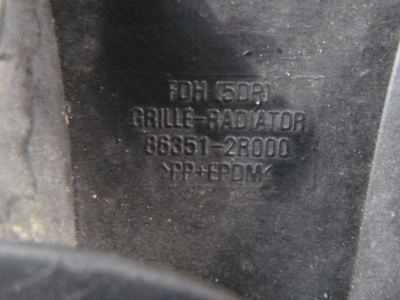 FDH (5DR)
GRILLE-RADIATOR
86351-2R000
>PP+EPDM<